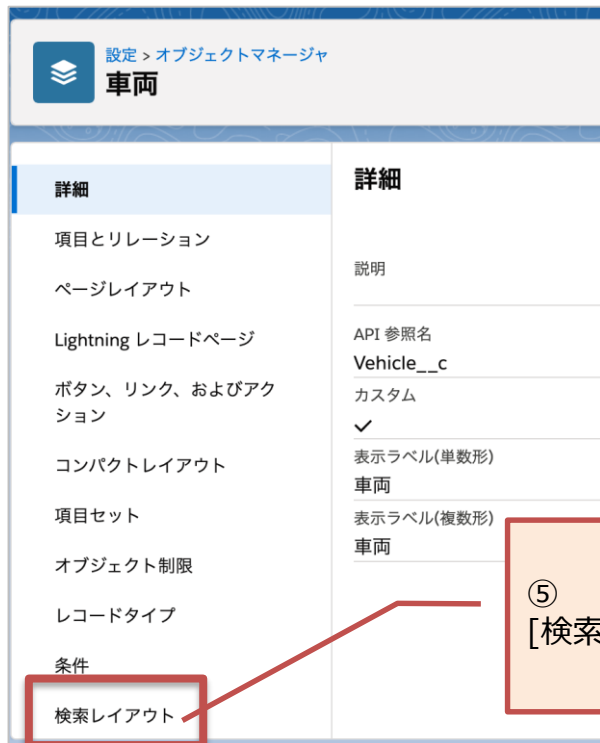 設定 > オブジェクトマネージャ
車両
詳細
項目とリレーション
ページレイアウト
Lightning レコードページ
ボタン、リンク、およびアク
ション
コンパクトレイアウト
項目セット
オブジェクト制限
レコードタイプ
条件
検索レイアウト
詳細
説明
API 参照名
Vehicle__c
カスタム
表示ラベル(単数形)
車両
表示ラベル(複数形)
車両
⑤
[検索